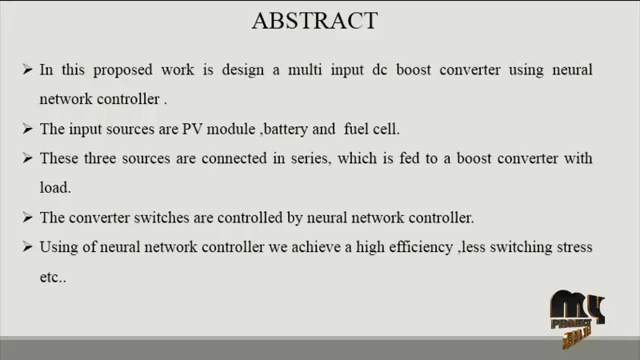 ABSTRACT
➢ In this proposed work is design a multi input dc boost converter using neural
network controller .
➢ The input sources are PV module ,battery and fuel cell.
➢ These three sources are connected in series, which is fed to a boost converter with
load.
➢ The converter switches are controlled by neural network controller.
➢ Using of neural network controller we achieve a high efficiency ,less switching stress
etc..
MY
PROJECT